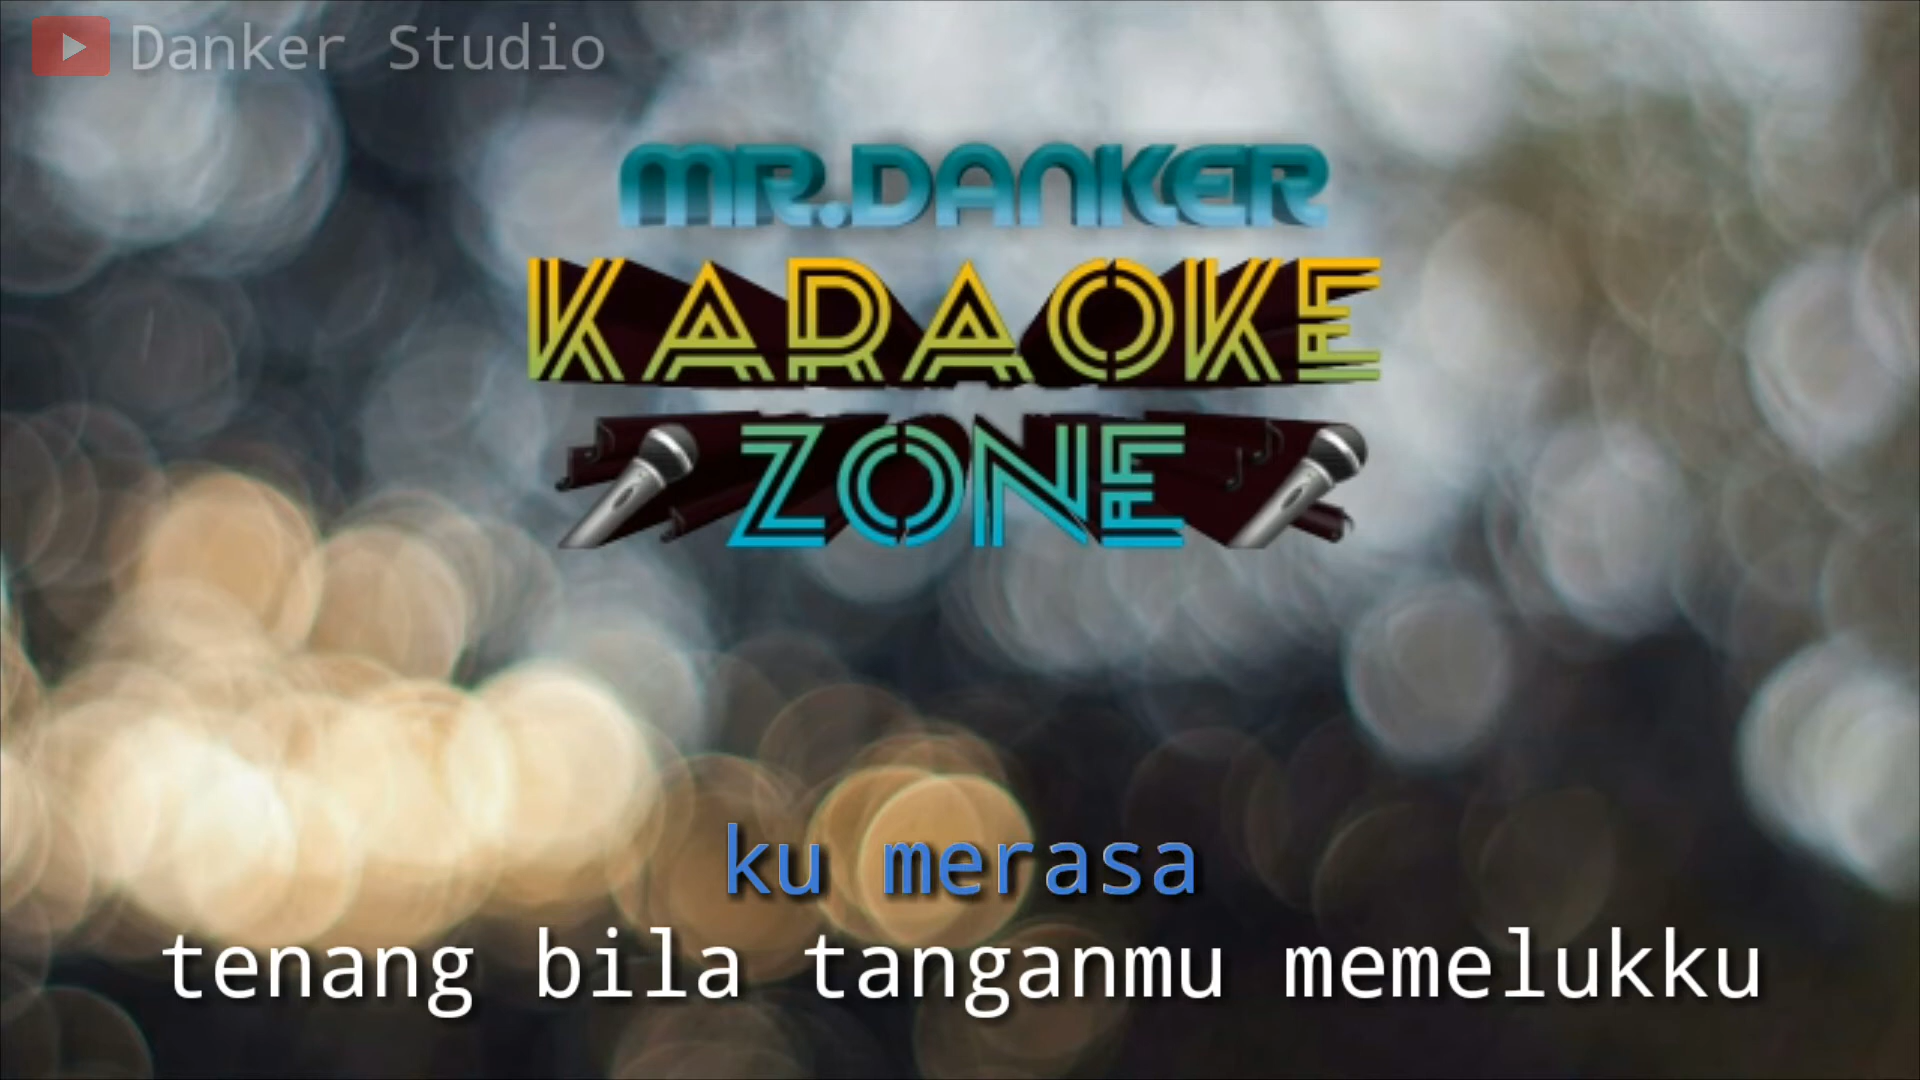 Danker Studio
MR.DANKER
KARAOKE
ZONE
ku merasa
tenang bila tanganmu memelukku